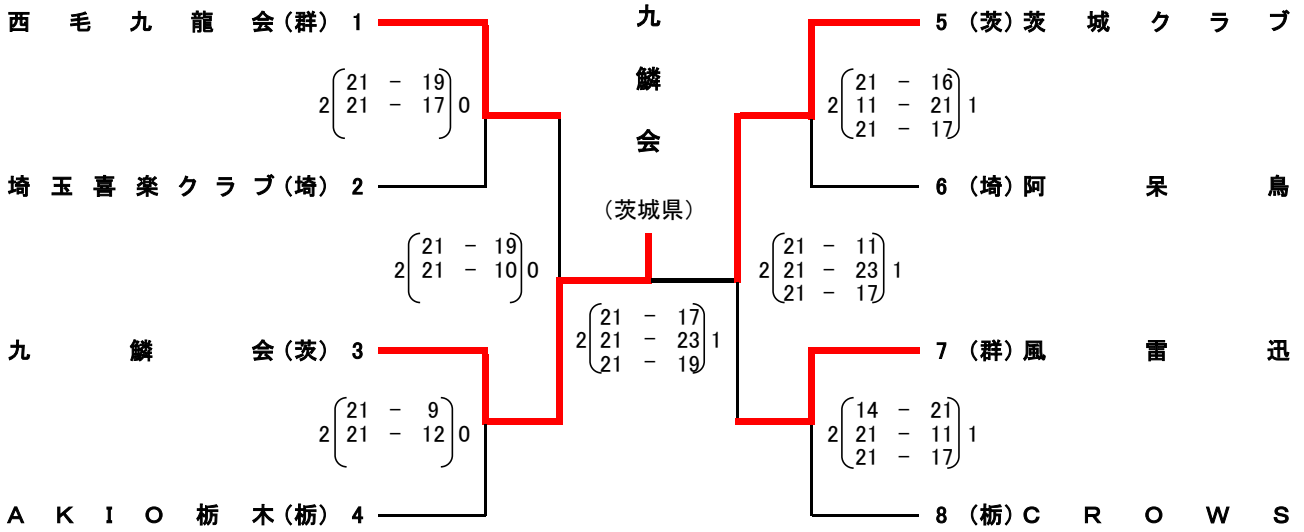 西毛九龍会(群) 1
2 21 - 19 0
21 - 17
埼玉喜楽クラブ(埼) 2
2 21 - 19 0
21 - 10
九鱗会(茨) 3
2 21 - 9 0
21 - 12
AKIO栃木(栃) 4
九鱗会
(茨城県)
21 - 17
2 21 - 23 1
21 - 19
5 (茨)茨城クラブ
21 - 16
2 11 - 21 1
21 - 17
6 (埼)阿呆鳥
21 - 11
2 21 - 23 1
21 - 17
7 (群)風雷迅
14 - 21
2 21 - 11 1
21 - 17
8 (栃)CROWS